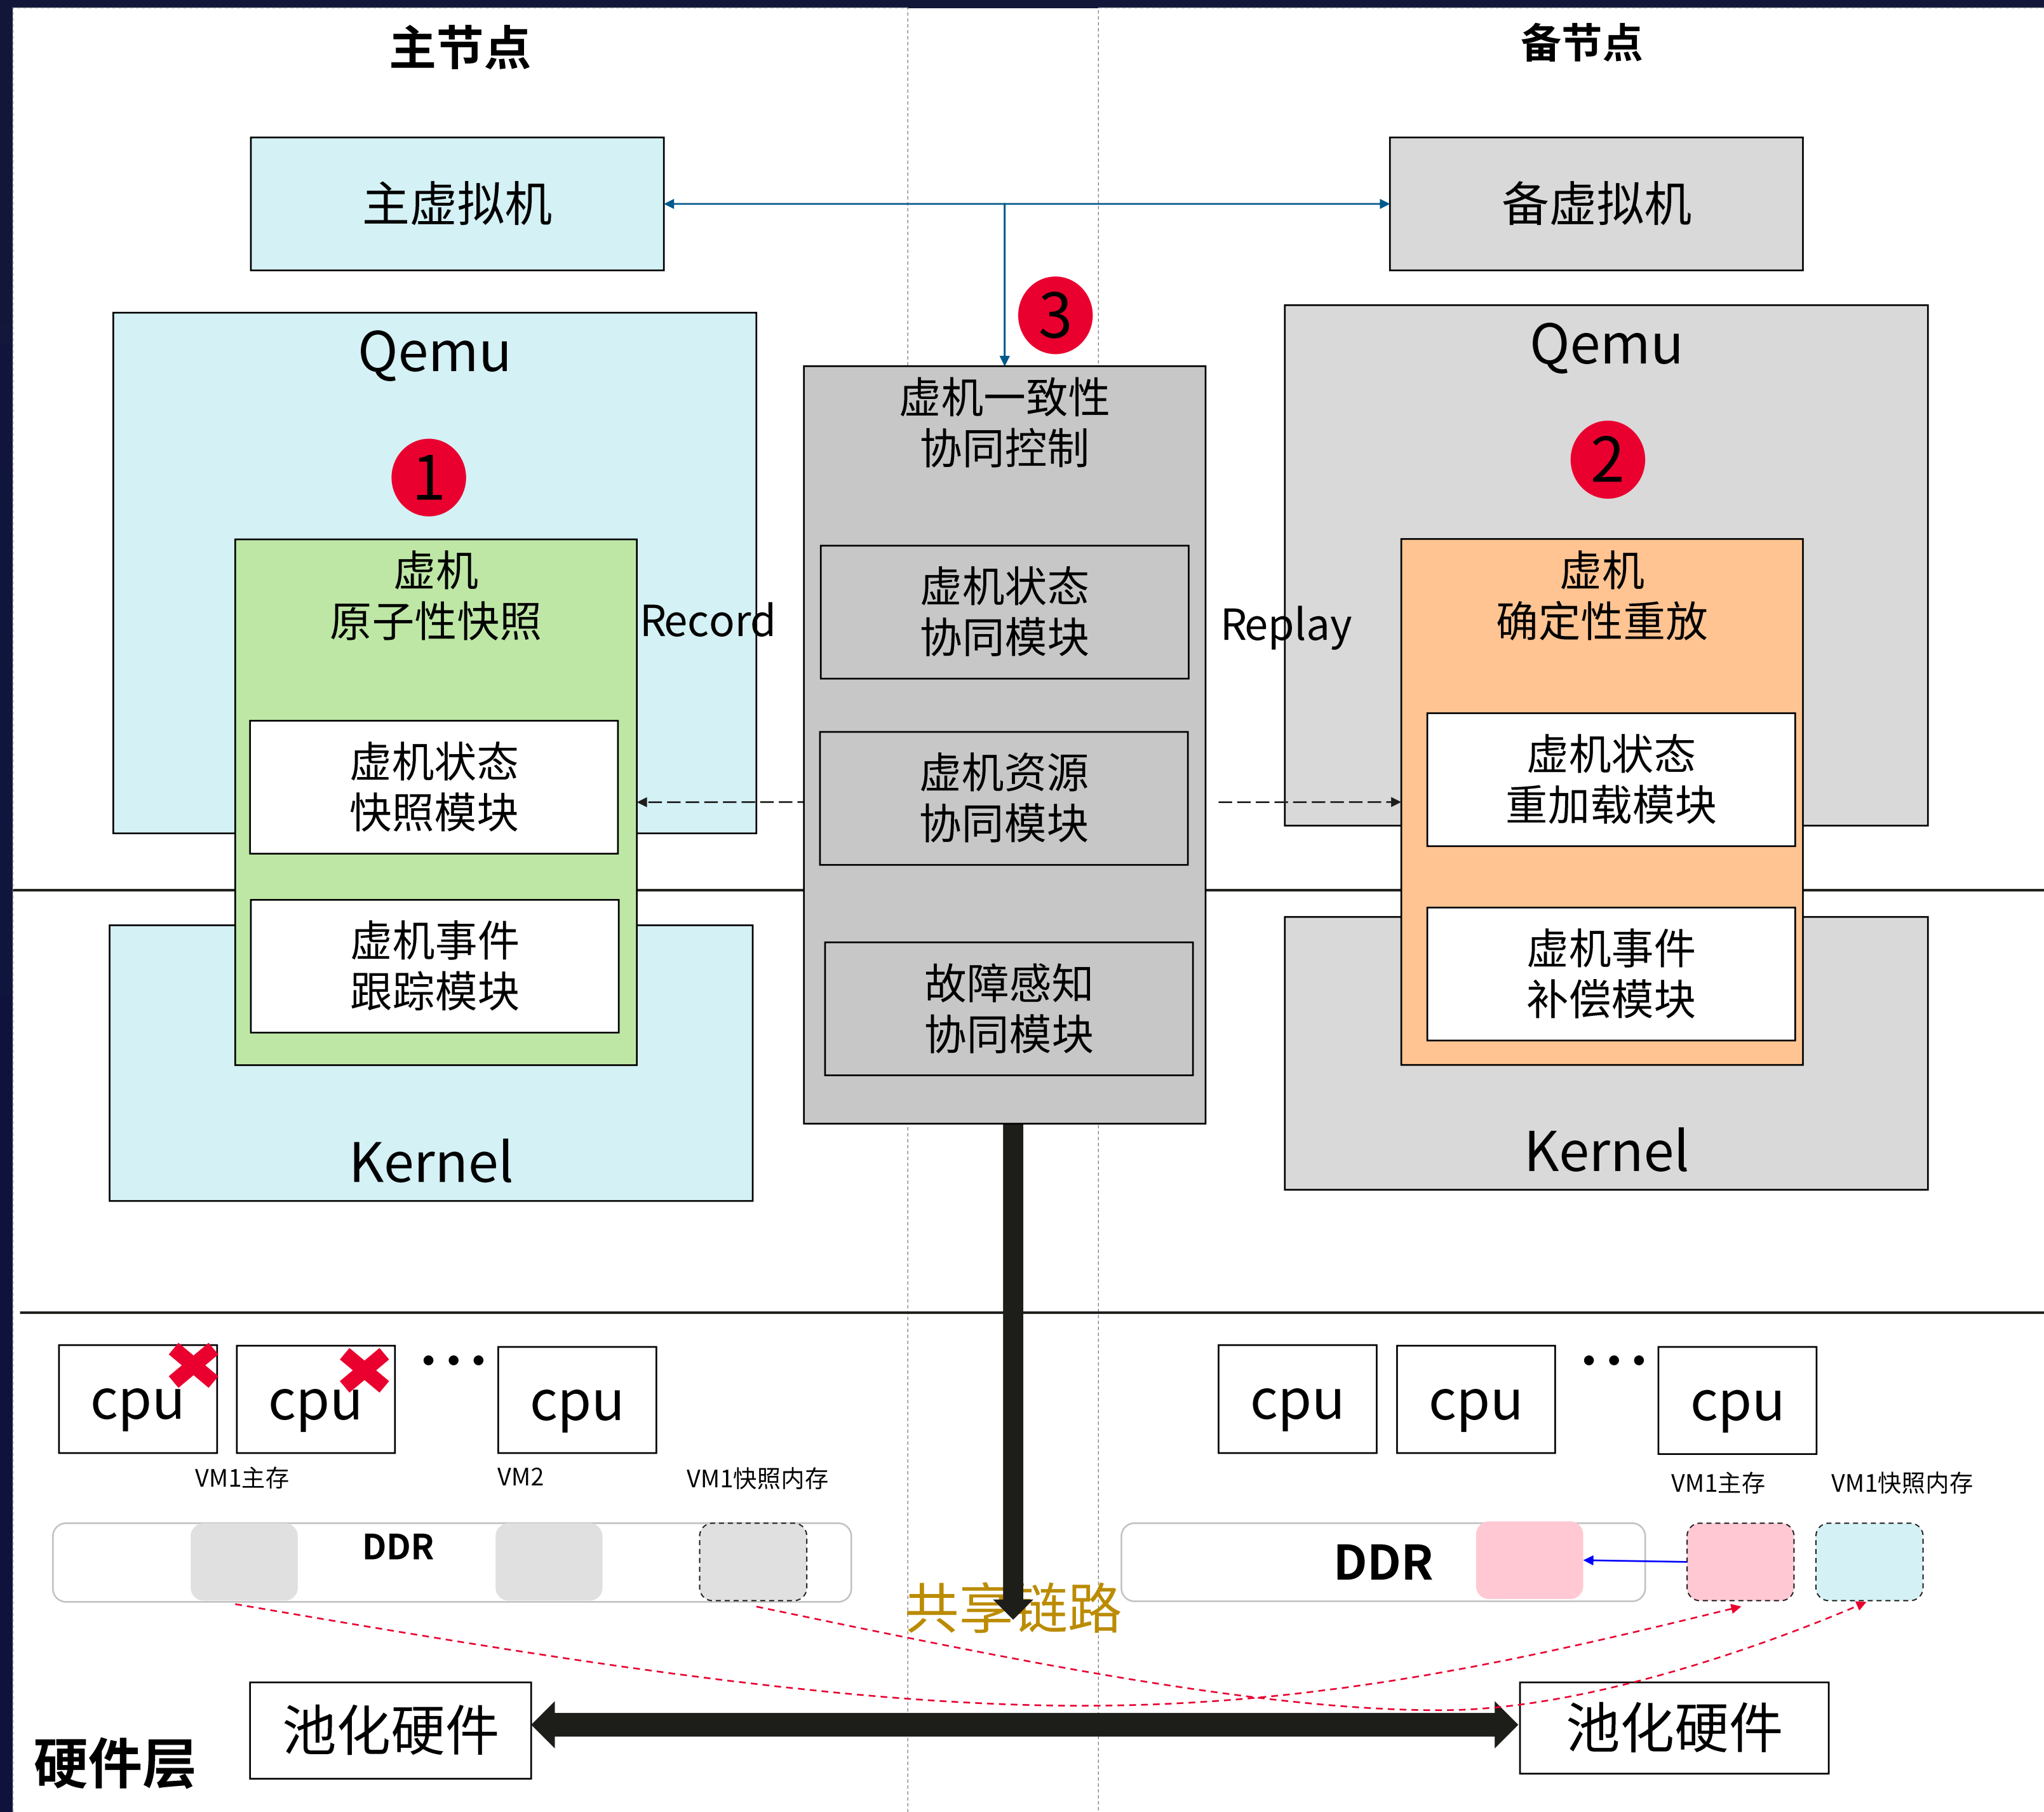 主节点
备节点
主虚拟机
备虚拟机
3
Qemu
Qemu
虚机一致性
协同控制
1
2
虚机
原子性快照
Record
虚机状态
协同模块
Replay
虚机
确定性重放
虚机状态
快照模块
虚机资源
协同模块
虚机状态
重加载模块
虚机事件
跟踪模块
故障感知
协同模块
虚机事件
补偿模块
Kernel
Kernel
cpu
cpu
•••
cpu
cpu
cpu
•••
cpu
VM1主存
VM2
VM1快照内存
VM1主存
VM1快照内存
DDR
DDR
共享链路
池化硬件
池化硬件
硬件层